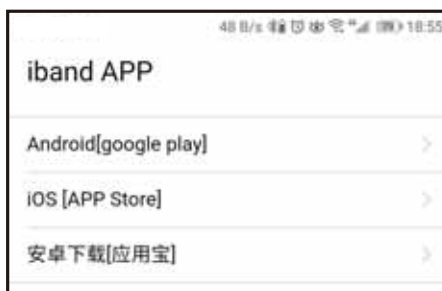 48 B/s 18:55
iband APP
Android[google play]
iOS [APP Store]
安卓下载[应用宝]